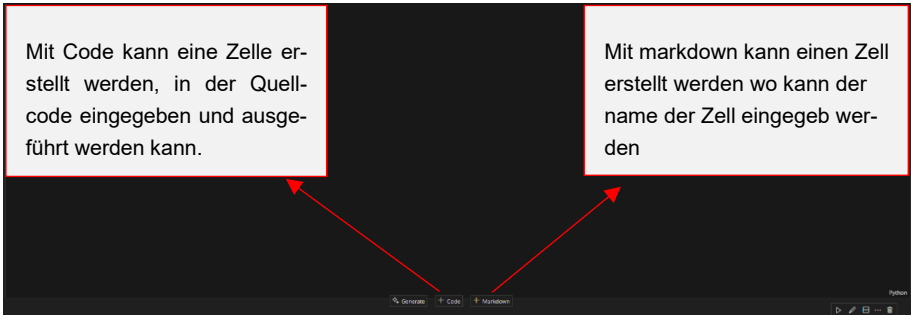 Mit Code kann eine Zelle er-
stellt werden, in der Quell-
code eingegeben und ausge-
führt werden kann.
Mit markdown kann einen Zell
erstellt werden wo kann der
name der Zell eingegeb wer-
den
Python
Generate + Code + Markdown